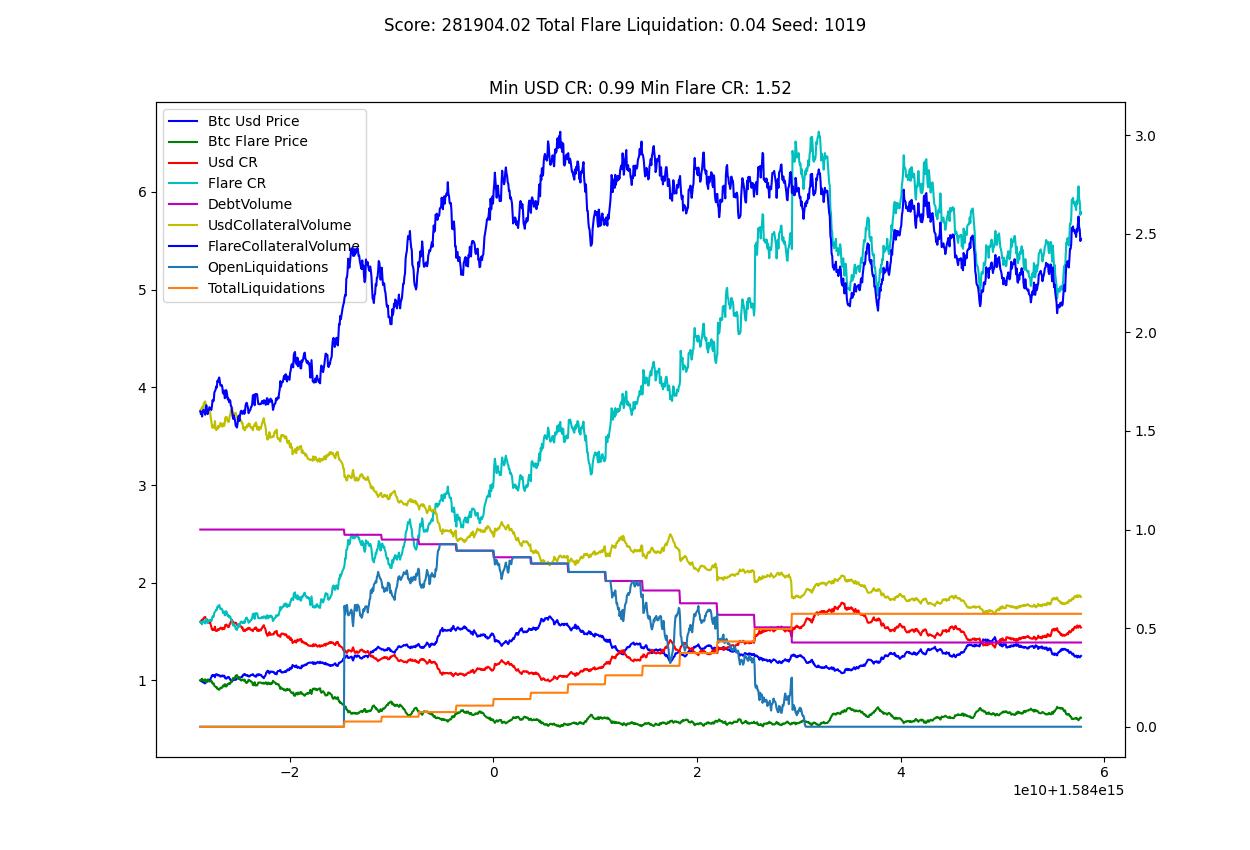 Score: 281904.02 Total Flare Liquidation: 0.04 Seed: 1019
Min USD CR: 0.99 Min Flare CR: 1.52
Btc Usd Price
Btc Flare Price
Usd CR
Flare CR
DebtVolume
UsdCollateralVolume
FlareCollateralVolume
OpenLiquidations
TotalLiquidations
6
5
4
3
2
1
3.0
2.5
2.0
1.5
1.0
0.5
0.0
−2
0
2
4
6
1e10+1.584e15